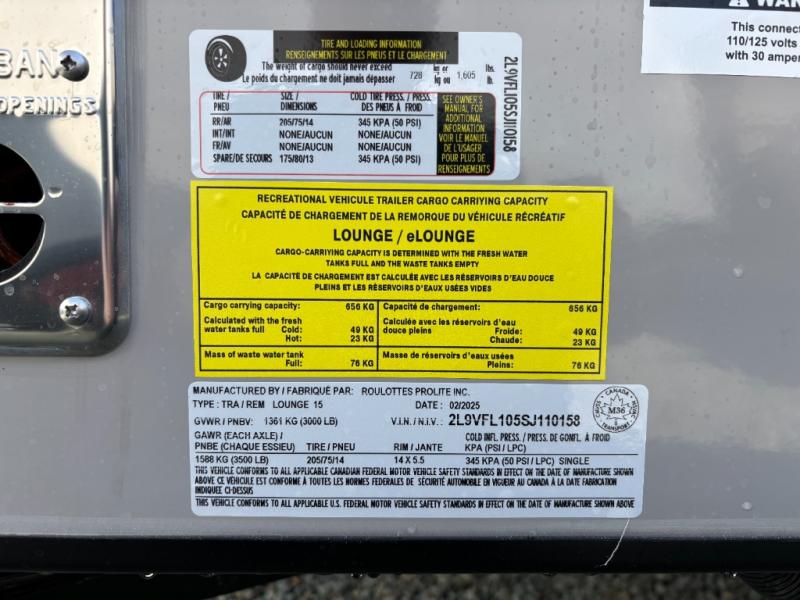 BAN
OPENINGS
WAR
This connect
110/125 volts
with 30 amper
TIRE AND LOADING INFORMATION
RENSEIGNEMENTS SUR LES PNEUS ET LE CHARGEMENT
The weight of cargo should never exceed
Le poids du chargement ne doit jamais dépasser 728 kg or / kg ou 1,605 lbs. / lb.
TIRE / PNEU SIZE / DIMENSIONS COLD TIRE PRESS. / PRESS. DES PNEUS À FROID
RR/AR 205/75/14 345 KPA (50 PSI)
INT/INT NONE/AUCUN NONE/AUCUN
FR/AV NONE/AUCUN NONE/AUCUN
SPARE/DE SECOURS 175/80/13 345 KPA (50 PSI)
SEE OWNER'S
MANUAL FOR
ADDITIONAL
INFORMATION
VOIR LE MANUEL
DE L'USAGER
POUR PLUS DE
RENSEIGNEMENTS
2L9VFL105SJ110158
RECREATIONAL VEHICULE TRAILER CARGO CARRIYING CAPACITY
CAPACITÉ DE CHARGEMENT DE LA REMORQUE DU VÉHICULE RÉCRÉATIF
LOUNGE / eLOUNGE
CARGO-CARRIYING CAPACITY IS DETERMINED WITH THE FRESH WATER
TANKS FULL AND THE WASTE TANKS EMPTY
LA CAPACITÉ DE CHARGEMENT EST CALCULÉE AVEC LES RÉSERVOIRS D'EAU DOUCE
PLEINS ET LES RÉSERVOIRS D'EAUX USÉES VIDES
Cargo carrying capacity: 656 KG
Calculated with the fresh
water tanks full Cold: 49 KG
Hot: 23 KG
Mass of waste water tank
Full: 76 KG
Capacité de chargement: 656 KG
Calculée avec les réservoirs d'eau
douce pleins Froide: 49 KG
Chaude: 23 KG
Masse de réservoirs d'eaux usées
Pleins: 76 KG
MANUFACTURED BY / FABRIQUÉ PAR: ROULOTTES PROLITE INC.
TYPE : TRA / REM LOUNGE 15 DATE : 02/2025
GVWR / PNBV: 1361 KG (3000 LB) V.I.N. / N.I.V. : 2L9VFL105SJ110158
GAWR (EACH AXLE) / COLD INFL. PRESS. / PRESS. DE GONFL. À FROID
PNBE (CHAQUE ESSIEU) TIRE / PNEU RIM / JANTE KPA (PSI / LPC)
1588 KG (3500 LB) 205/75/14 14 X 5.5 345 KPA (50 PSI / LPC) SINGLE
THIS VEHICLE CONFORMS TO ALL APPLICABLE CANADIAN FEDERAL MOTOR VEHICLE SAFETY STANDARDS IN EFFECT ON THE DATE OF MANUFACTURE SHOWN
ABOVE CE VÉHICULE EST CONFORME À TOUTES LES NORMES FEDERALES DE SÉCURITÉ AUTOMOBILE EN VIGUEUR AU CANADA À LA DATE FABRICATION
INDIQUEE CI-DESSUS
THIS VEHICLE CONFORMS TO ALL APPLICABLE U.S. FEDERAL MOTOR VEHICLE SAFETY STANDARDS IN EFFECT ON THE DATE OF MANUFACTURE SHOWN ABOVE
CANADA
M36
TRANSPORT